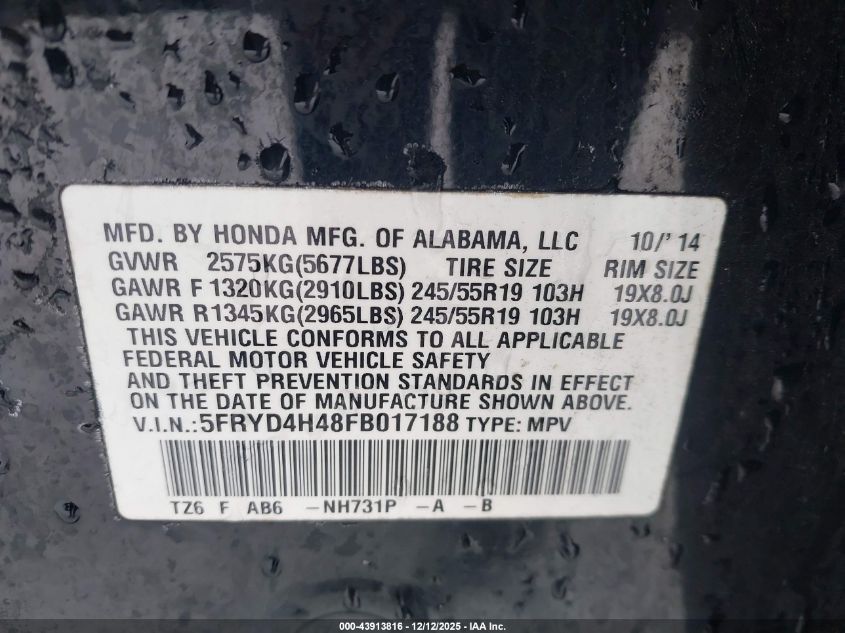 MFD. BY HONDA MFG. OF ALABAMA, LLC 10/'14
GVWR 2575KG(5677LBS) TIRE SIZE RIM SIZE
GAWR F 1320KG(2910LBS) 245/55R19 103H 19X8.0J
GAWR R1345KG(2965LBS) 245/55R19 103H 19X8.0J
THIS VEHICLE CONFORMS TO ALL APPLICABLE
FEDERAL MOTOR VEHICLE SAFETY
AND THEFT PREVENTION STANDARDS IN EFFECT
ON THE DATE OF MANUFACTURE SHOWN ABOVE.
V.I.N.:5FRYD4H48FB017188 TYPE: MPV
TZ6 F AB6 -NH731P -A -B
000-43913816 - 12/12/2025 - IAA Inc.